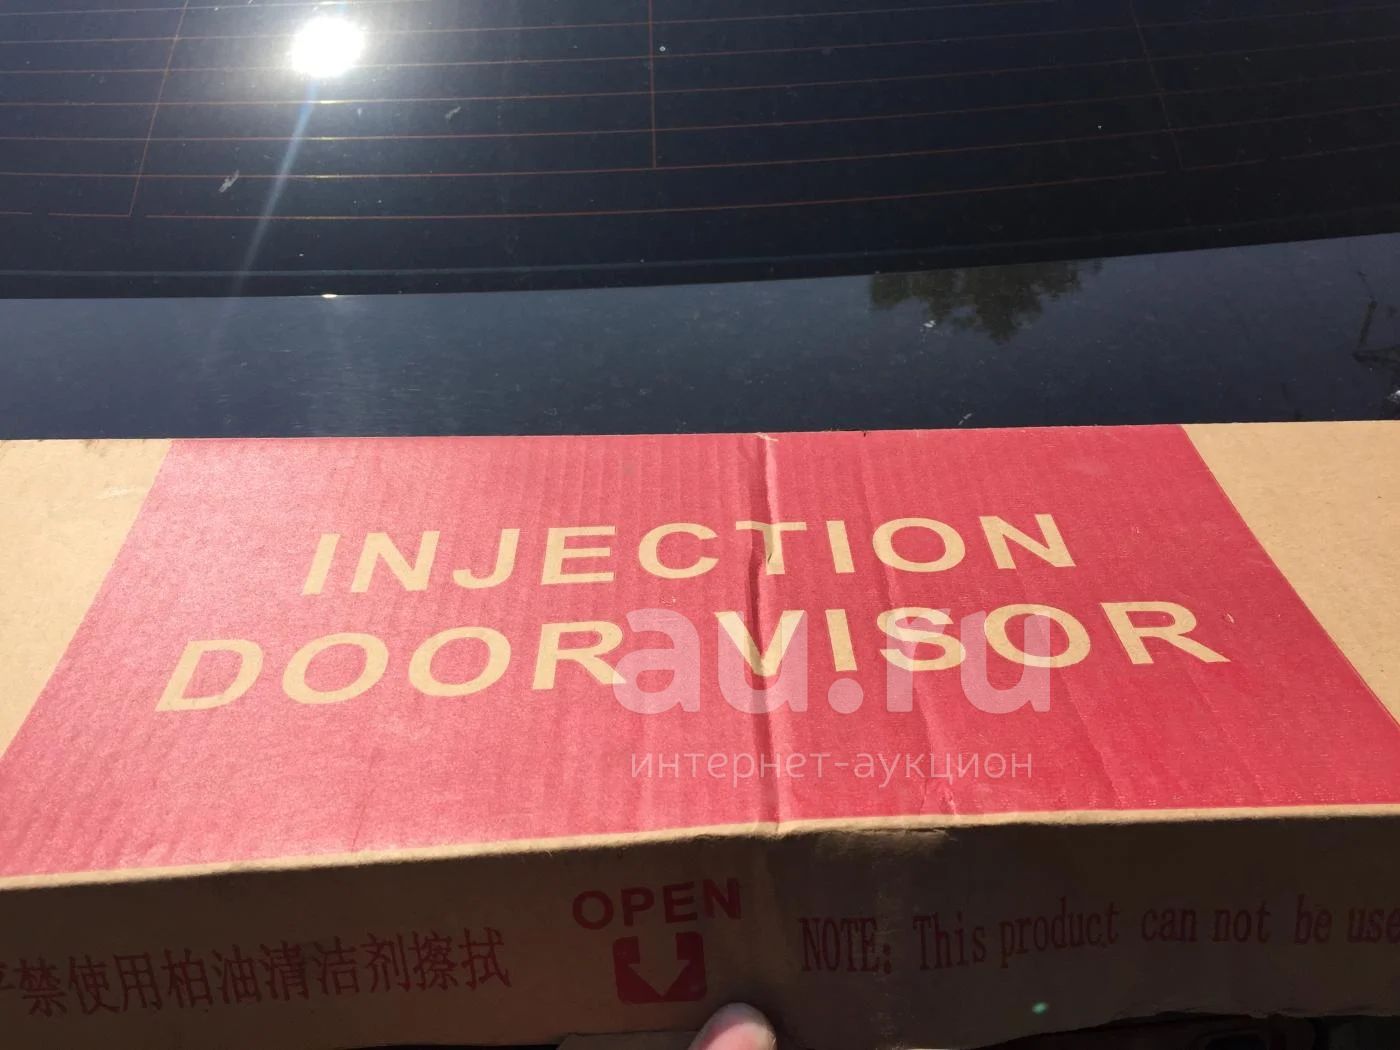 INJECTION
DOOR VISOR
au.ru
интернет-аукцион
OPEN
严禁使用柏油清洁剂擦拭
NOTE: This product can not be use